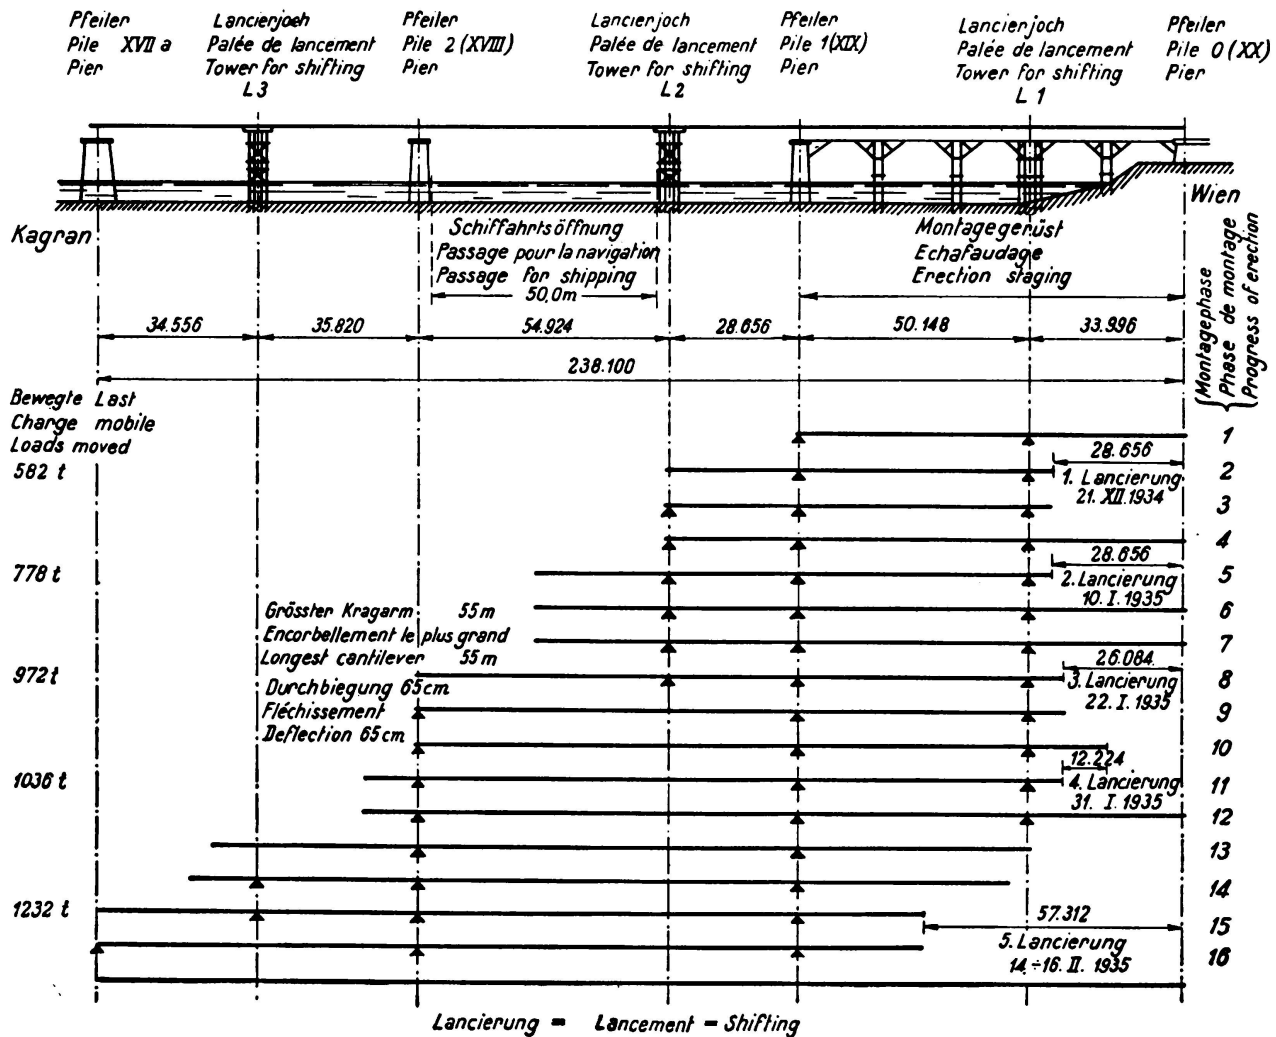 Pfeiler
Pile XVII a
Pier
Lancierjoch
Palée de lancement
Tower for shifting
L3
Pfeiler
Pile 2 (XVIII)
Pier
Lancierjoch
Palée de lancement
Tower for shifting
L2
Pfeiler
Pile 1 (XIX)
Pier
Lancierjoch
Palée de lancement
Tower for shifting
L1
Pfeiler
Pile 0 (XX)
Pier
Kagran
Schiffahrtsöffnung
Passage pour la navigation
Passage for shipping
50,0m
Montagegerüst
Echafaudage
Erection staging
Wien
Montagephase
Phase de montage
Progress of erection
34.556 35.820 54.924 28.656 50.148 33.996
238.100
Bewegte Last
Charge mobile
Loads moved
1
28.656
582 t
1. Lancierung
21. XII. 1934
2
3
4
28.656
778 t
2. Lancierung
10. I. 1935
5
Grösster Kragarm 55 m
Encorbellement le plus grand
Longest cantilever 55 m
6
7
26.084
972 t
3. Lancierung
22. I. 1935
8
Durchbiegung 65 cm
Fléchissement
Deflection 65 cm
9
10
12.224
1036 t
4. Lancierung
31. I. 1935
11
12
13
14
1232 t
57.312
15
5. Lancierung
14.÷16. II. 1935
16
Lancierung = Lancement = Shifting